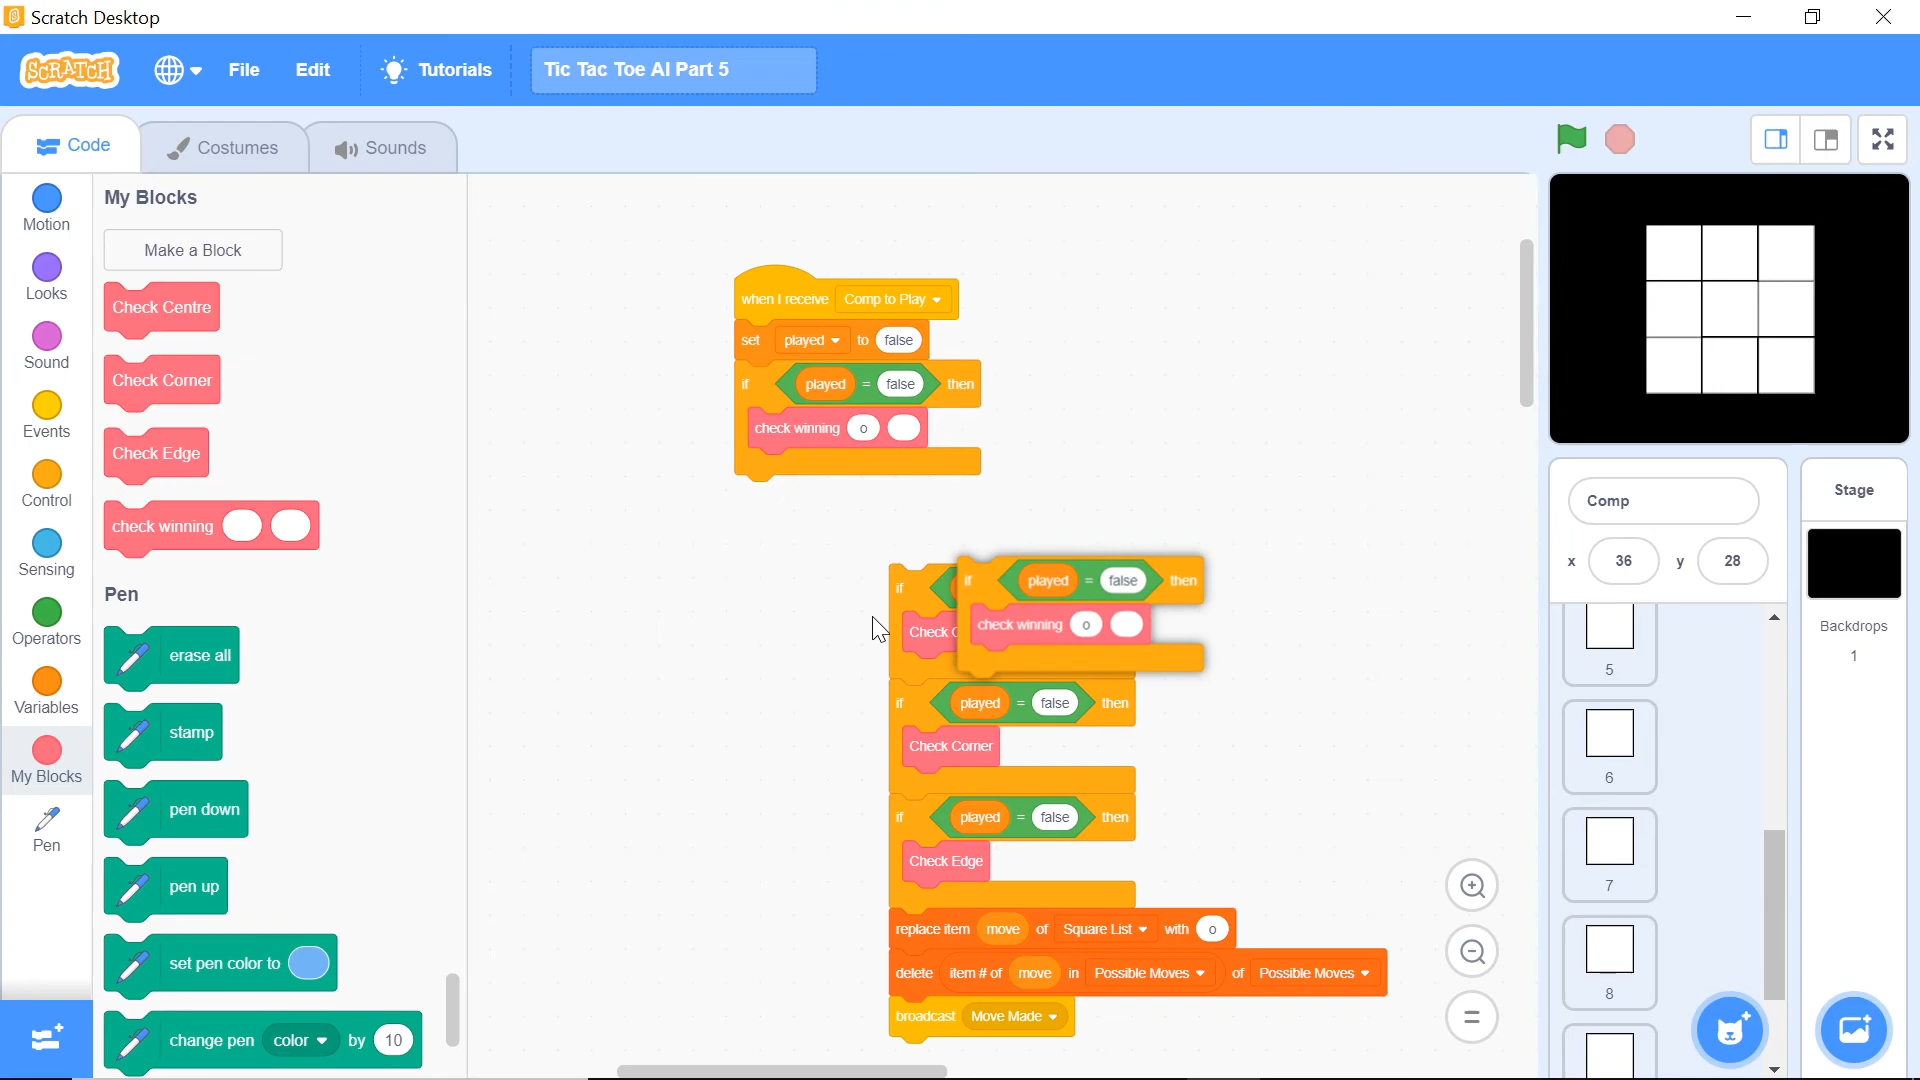 Scratch Desktop
SCRATCH File Edit Tutorials Tic Tac Toe AI Part 5
Code Costumes Sounds
Motion
Looks
Sound
Events
Control
Sensing
Operators
Variables
My Blocks
Pen
My Blocks
Make a Block
Check Centre
Check Corner
Check Edge
check winning
Pen
erase all
stamp
pen down
pen up
set pen color to
change pen color by 10
when I receive Comp to Play
set played to false
if played = false then
check winning o
if
Check C
if played = false then
check winning o
if played = false then
Check Corner
if played = false then
Check Edge
replace item move of Square List with o
delete item # of move in Possible Moves of Possible Moves
broadcast Move Made
Comp
x 36 y 28
5
6
7
8
Stage
Backdrops
1